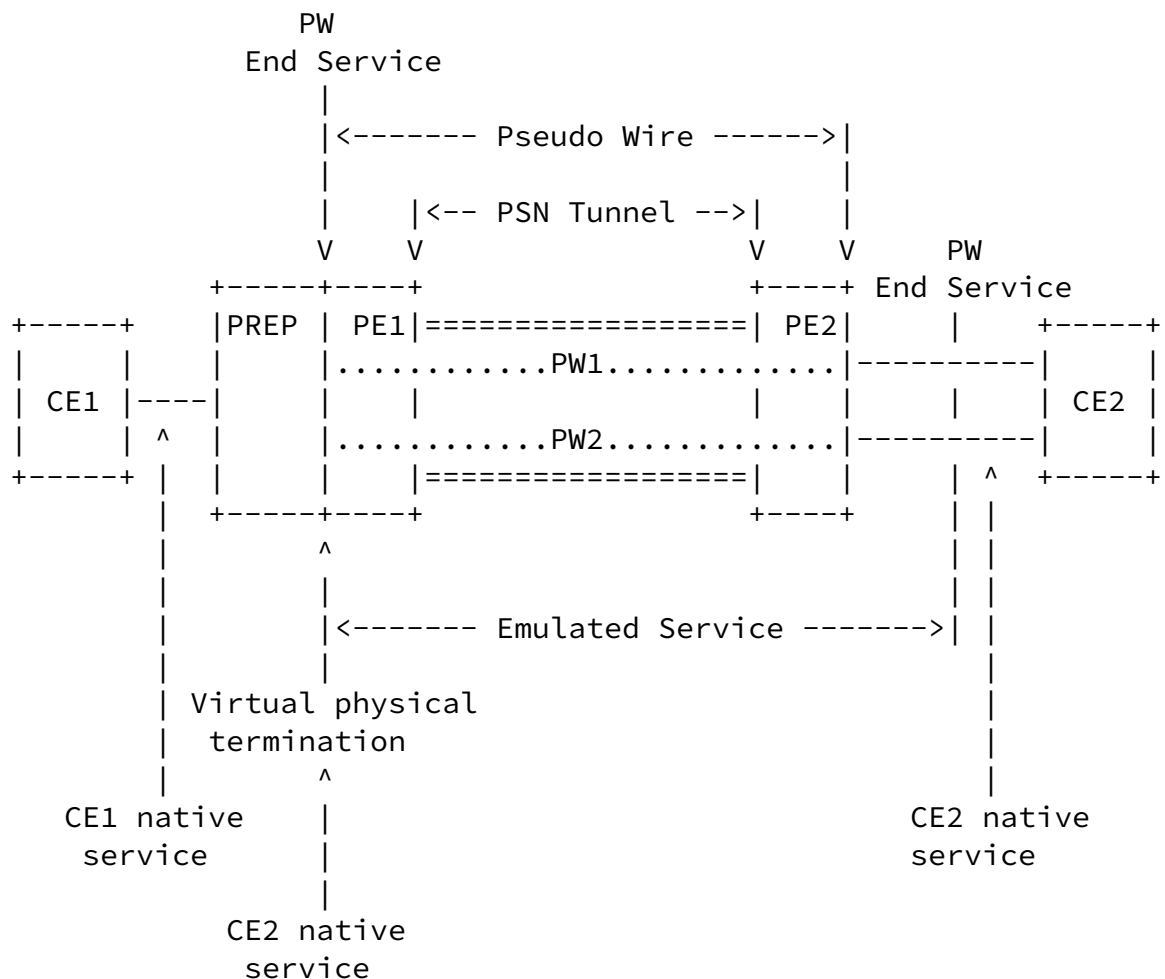 PW
End Service
|
|<------- Pseudo Wire ------>|
|                            |
|    |<-- PSN Tunnel -->|    |
V    V                  V    V     PW
+-----+----+                  +----+ End Service
+-----+    |PREP | PE1|==================| PE2|     |    +-----+
|     |    |     |............PW1.............|----------|     |
| CE1 |----|     |    |                  |    |     |    | CE2 |
|     | ^  |     |............PW2.............|----------|     |
+-----+ |  |     |    |==================|    |     | ^  +-----+
|  +-----+----+                  +----+     | |
|        ^                                  | |
|        |                                  | |
|        |<------- Emulated Service ------->| |
|        |                                    |
| Virtual physical                            |
|  termination                                |
|        ^                                    |
CE1 native    |                                CE2 native
service     |                                service
|
CE2 native
service